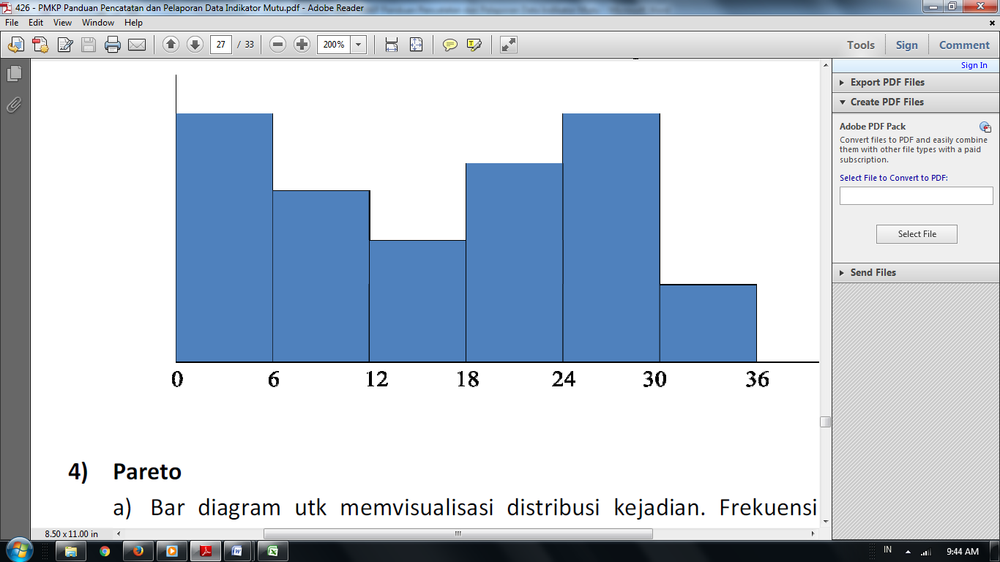 426 - PMKP Panduan Pencatatan dan Pelaporan Data Indikator Mutu.pdf - Adobe Reader
File Edit View Window Help
27 / 33 200% Tools Sign Comment
Sign In
Export PDF Files
Create PDF Files
Adobe PDF Pack
Convert files to PDF and easily combine
them with other file types with a paid
subscription.
Select File to Convert to PDF:
Select File
Send Files
0 6 12 18 24 30 36
4) Pareto
a) Bar diagram utk memvisualisasi distribusi kejadian. Frekuensi
8.50 x 11.00 in
IN 9:44 AM